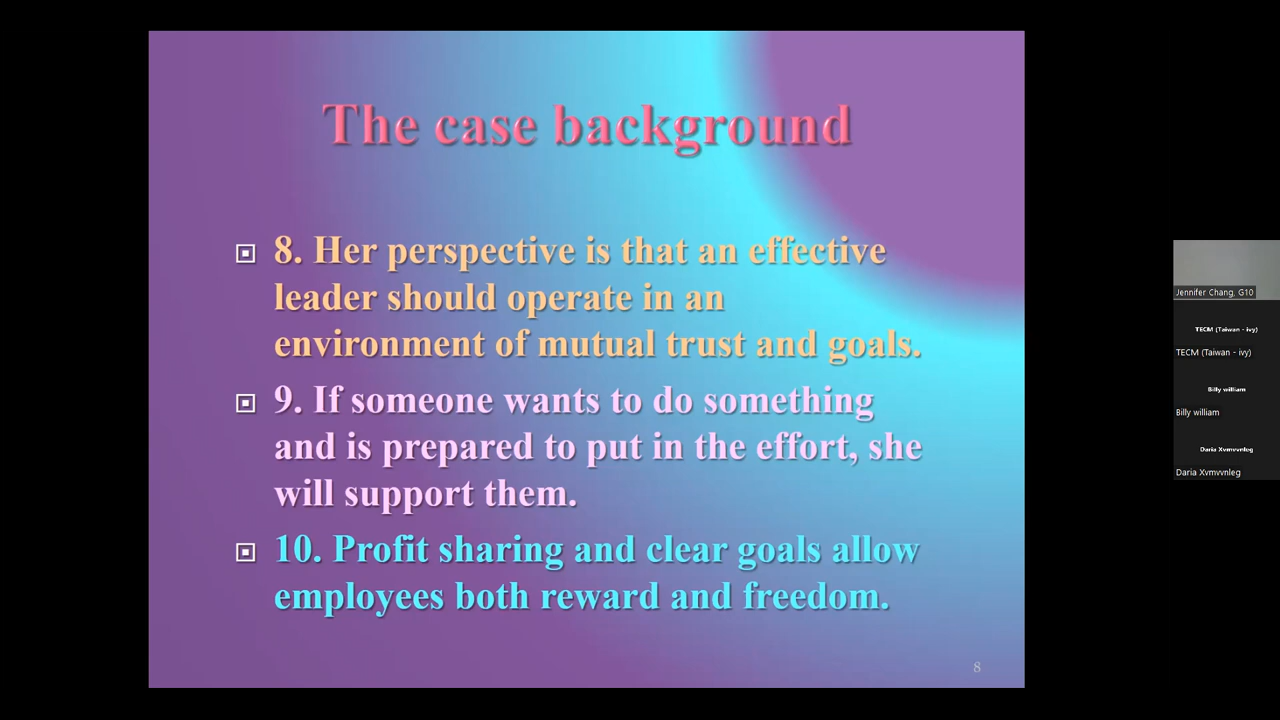 The case background
8. Her perspective is that an effective
leader should operate in an
environment of mutual trust and goals.
9. If someone wants to do something
and is prepared to put in the effort, she
will support them.
10. Profit sharing and clear goals allow
employees both reward and freedom.
8
Jennifer Chang, G10
TECM (Taiwan - ivy)
TECM (Taiwan - ivy)
Billy william
Billy william
Daria Xvmvvnleg
Daria Xvmvvnleg